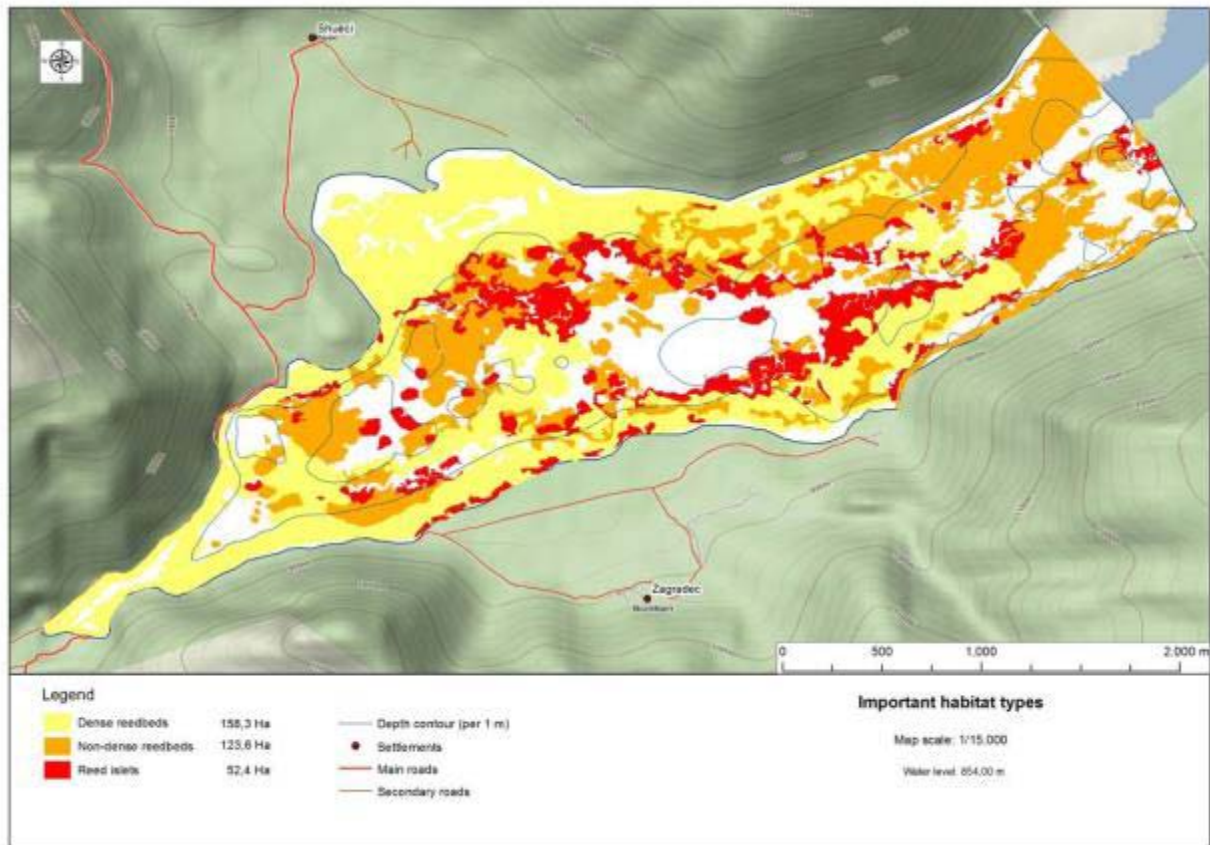 Shueci
Zagradec
0 500 1,000 2.000 m
Legend
Dense reedbeds 158,3 Ha
Non-dense reedbeds 123,6 Ha
Reed islets 52,4 Ha
Depth contour (per 1 m)
Settlements
Main roads
Secondary roads
Important habitat types
Map scale: 1/15.000
Water level: 854,00 m